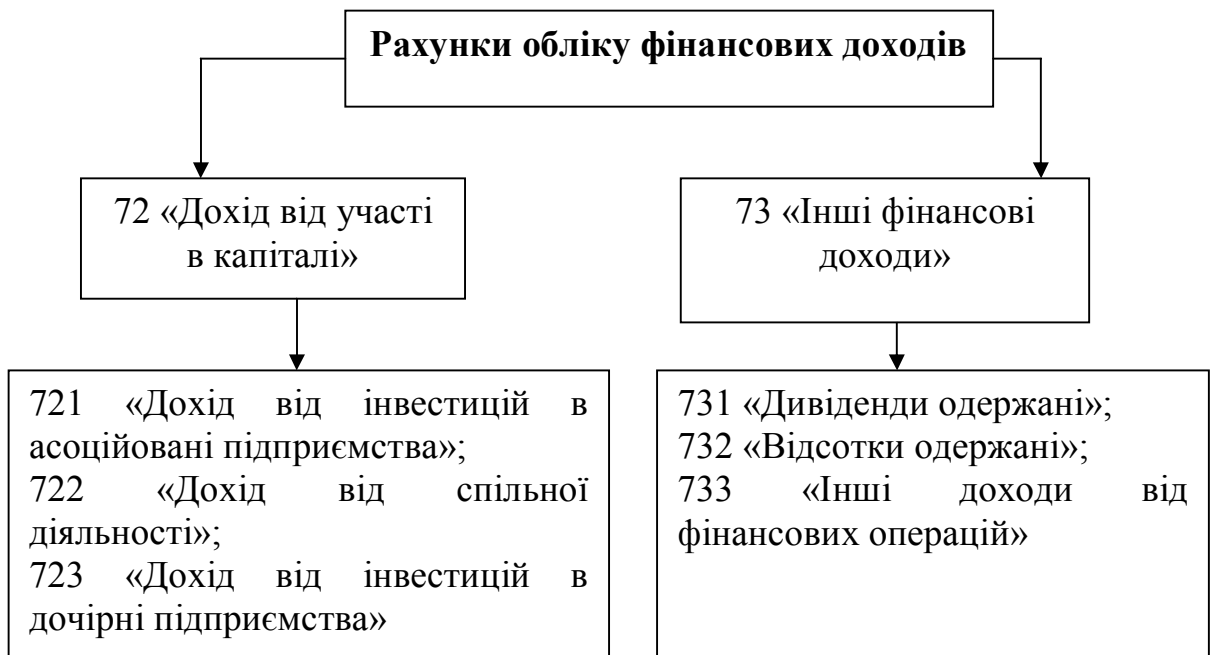 Рахунки обліку фінансових доходів
72 «Дохід від участі
в капіталі»
73 «Інші фінансові
доходи»
721 «Дохід від інвестицій в
асоційовані підприємства»;
722 «Дохід від спільної
діяльності»;
723 «Дохід від інвестицій в
дочірні підприємства»
731 «Дивіденди одержані»;
732 «Відсотки одержані»;
733 «Інші доходи від
фінансових операцій»